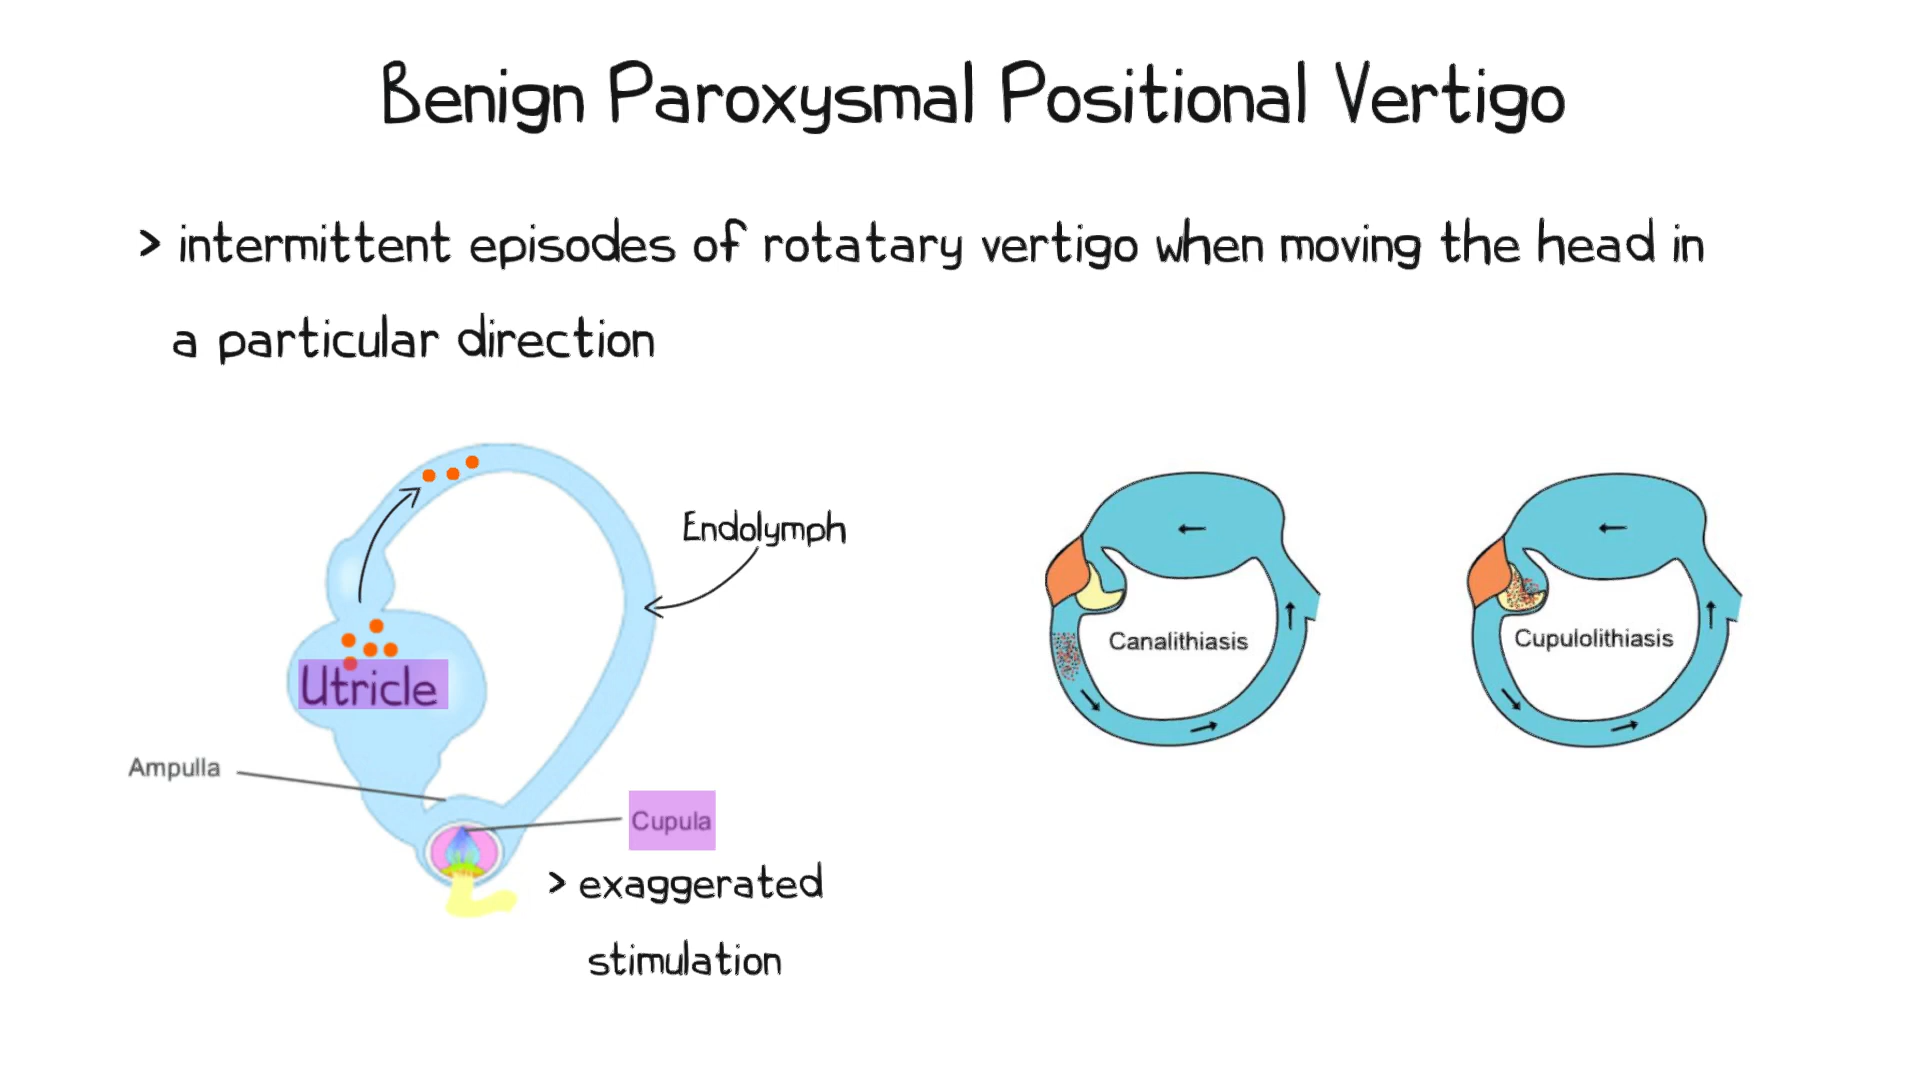 Benign Paroxysmal Positional Vertigo
> intermittent episodes of rotatary vertigo when moving the head in
a particular direction
Endolymph
Utricle
Ampulla
Cupula
> exaggerated
stimulation
Canalithiasis
Cupulolithiasis